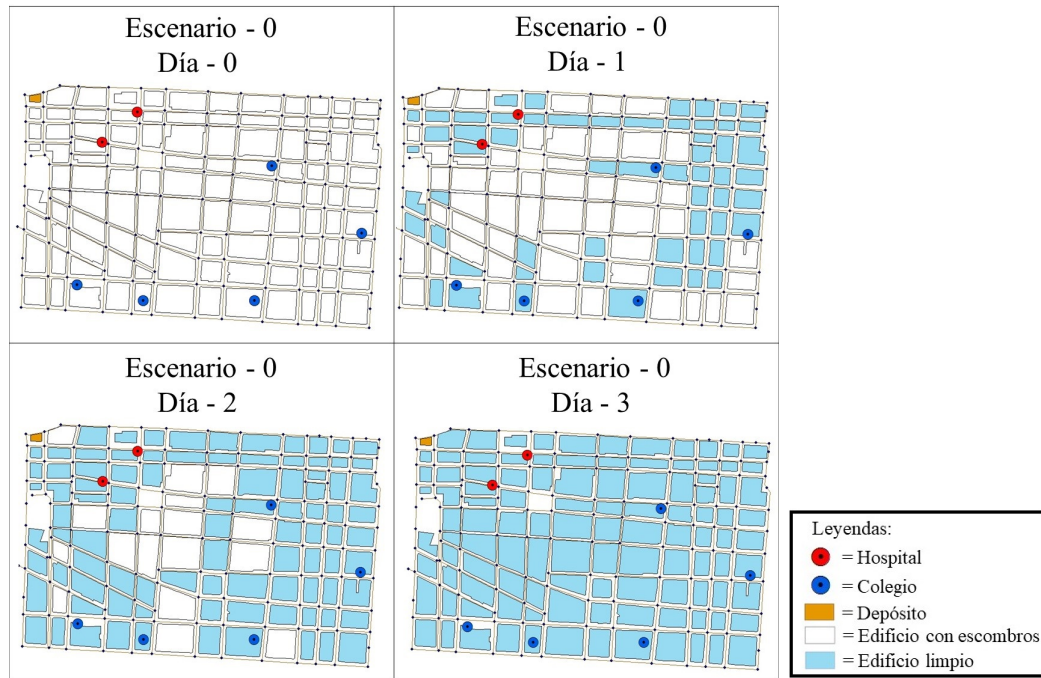 Escenario - 0
Día - 0
Escenario - 0
Día - 1
Escenario - 0
Día - 2
Escenario - 0
Día - 3
Leyendas:
= Hospital
= Colegio
= Depósito
= Edificio con escombros
= Edificio limpio